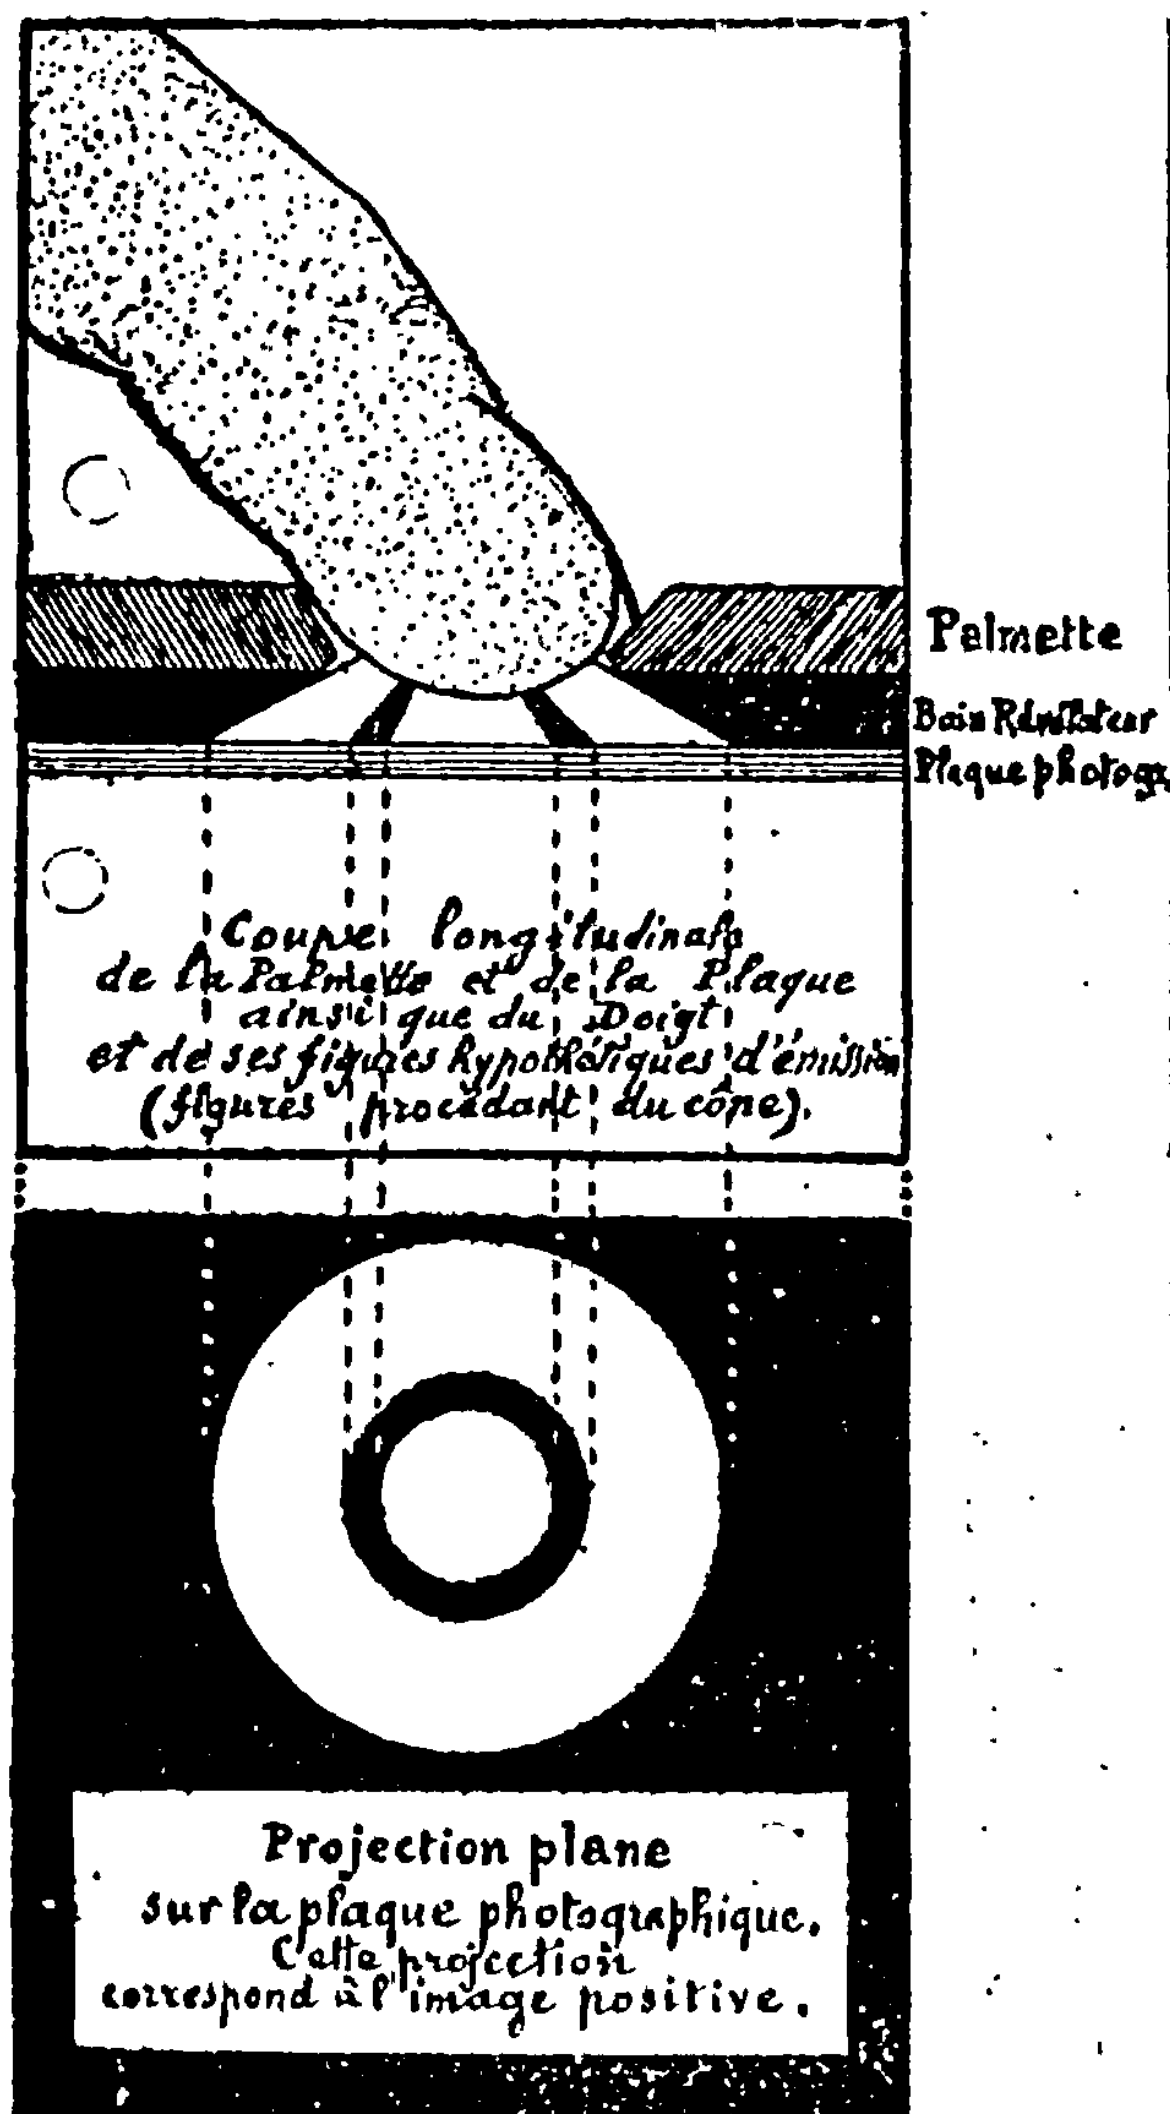 Palmette
Bain Révélateur
Plaque photogr.
Coupe longitudinale
de la Palmette et de la Plaque
ainsi que du Doigt
et de ses figures hypothétiques d'émission
(figures procédant du cône).
Projection plane
sur la plaque photographique.
Cette projection
correspond à l'image positive.